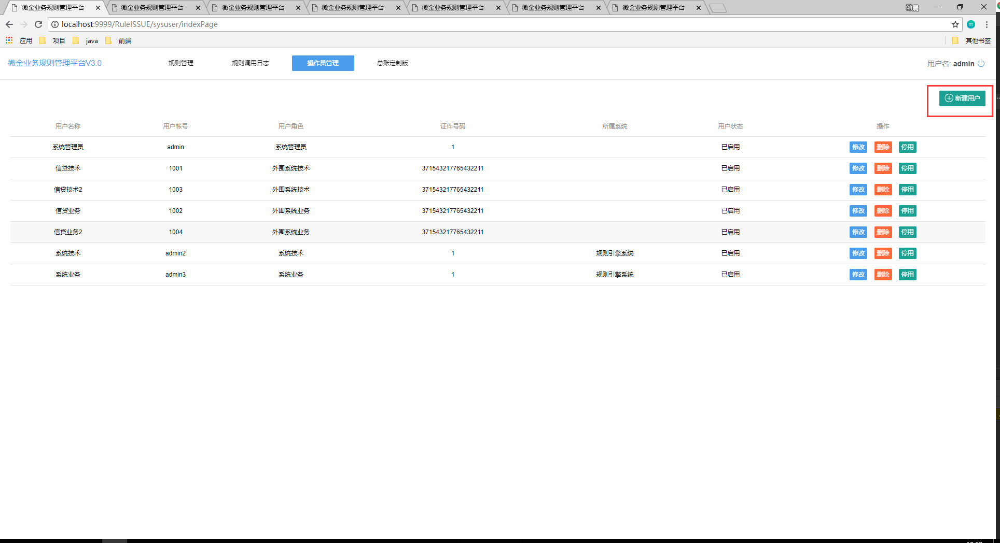 微金业务规则管理平台 微金业务规则管理平台 微金业务规则管理平台 微金业务规则管理平台 微金业务规则管理平台 微金业务规则管理平台 微金业务规则管理平台 涵晨
localhost:9999/RuleISSUE/sysuser/indexPage m
应用 项目 java 前端 其他书签
微金业务规则管理平台V3.0 规则管理 规则调用日志 操作员管理 总账定制版 用户名: admin
新建用户
用户名称 用户帐号 用户角色 证件号码 所属系统 用户状态 操作
系统管理员 admin 系统管理员 1 已启用 修改 删除 停用
信贷技术 1001 外围系统技术 371543217765432211 已启用 修改 删除 停用
信贷技术2 1003 外围系统技术 371543217765432211 已启用 修改 删除 停用
信贷业务 1002 外围系统业务 371543217765432211 已启用 修改 删除 停用
信贷业务2 1004 外围系统业务 371543217765432211 已启用 修改 删除 停用
系统技术 admin2 系统技术 1 规则引擎系统 已启用 修改 删除 停用
系统业务 admin3 系统业务 1 规则引擎系统 已启用 修改 删除 停用